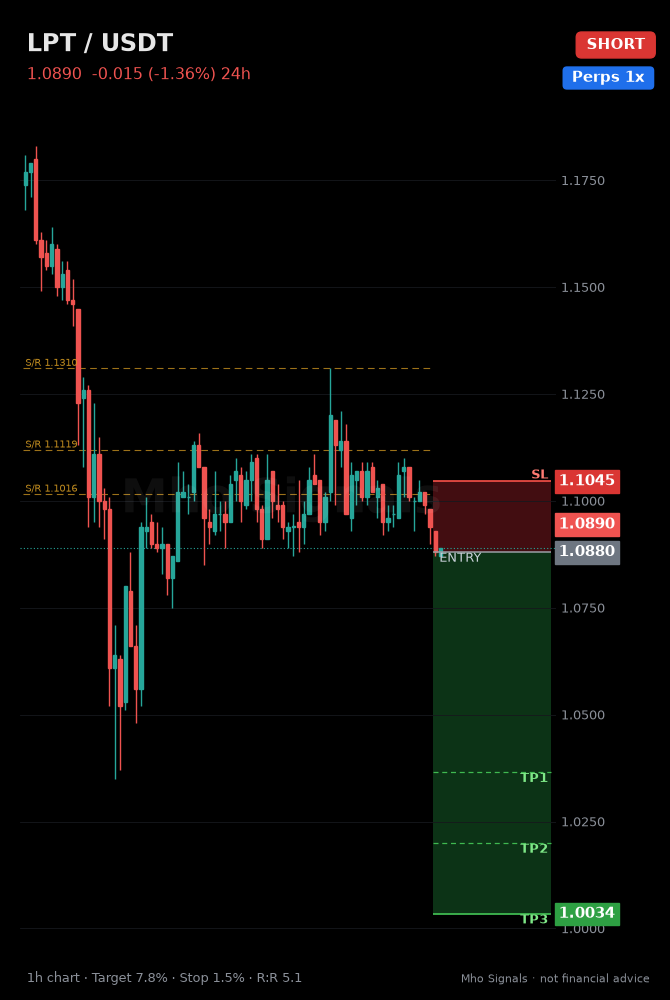 LPT / USDT
SHORT
1.0890 -0.015 (-1.36%) 24h
Perps 1x
1.1750
1.1500
S/R 1.1310
1.1250
S/R 1.1119
SL
1.1045
S/R 1.1016
1.1000
Mho Signals
1.0890
1.0880
ENTRY
1.0750
1.0500
TP1
1.0250
TP2
1.0034
TP3
1.0000
1h chart · Target 7.8% · Stop 1.5% · R:R 5.1
Mho Signals · not financial advice